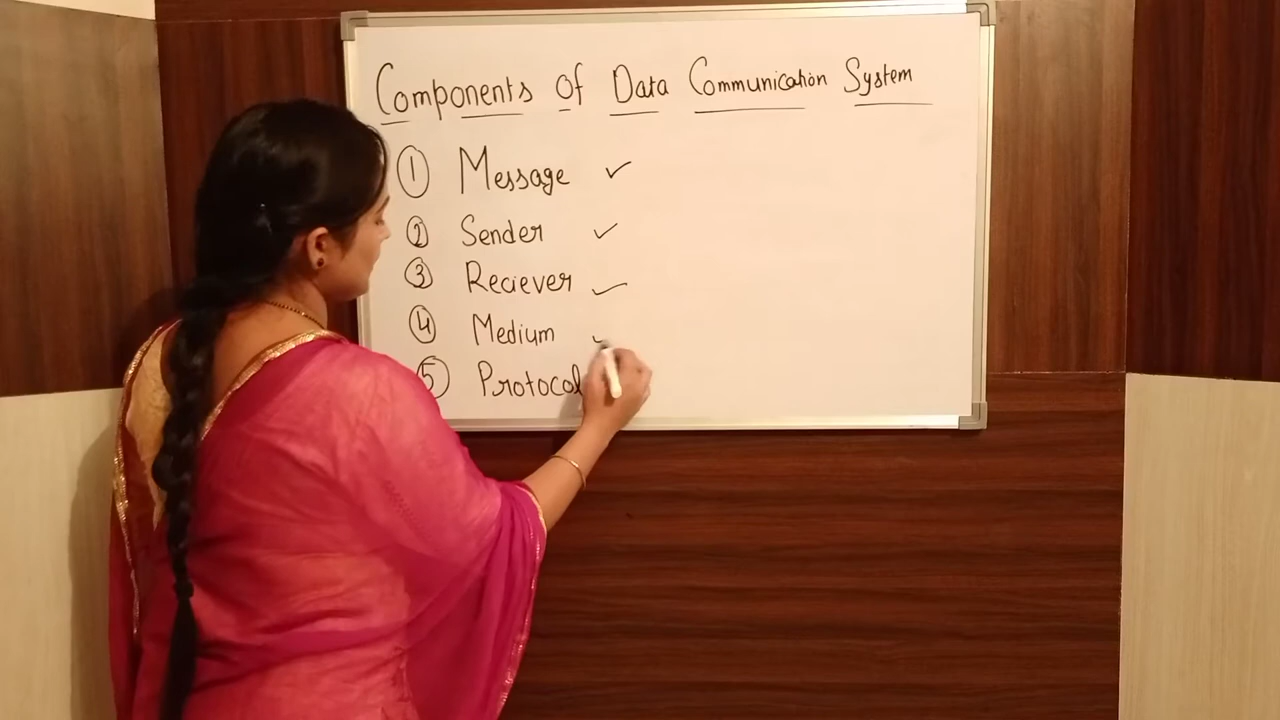 Components Of Data Communication System
① Message ✓
② Sender ✓
③ Reciever ✓
④ Medium ✓
⑤ Protocol